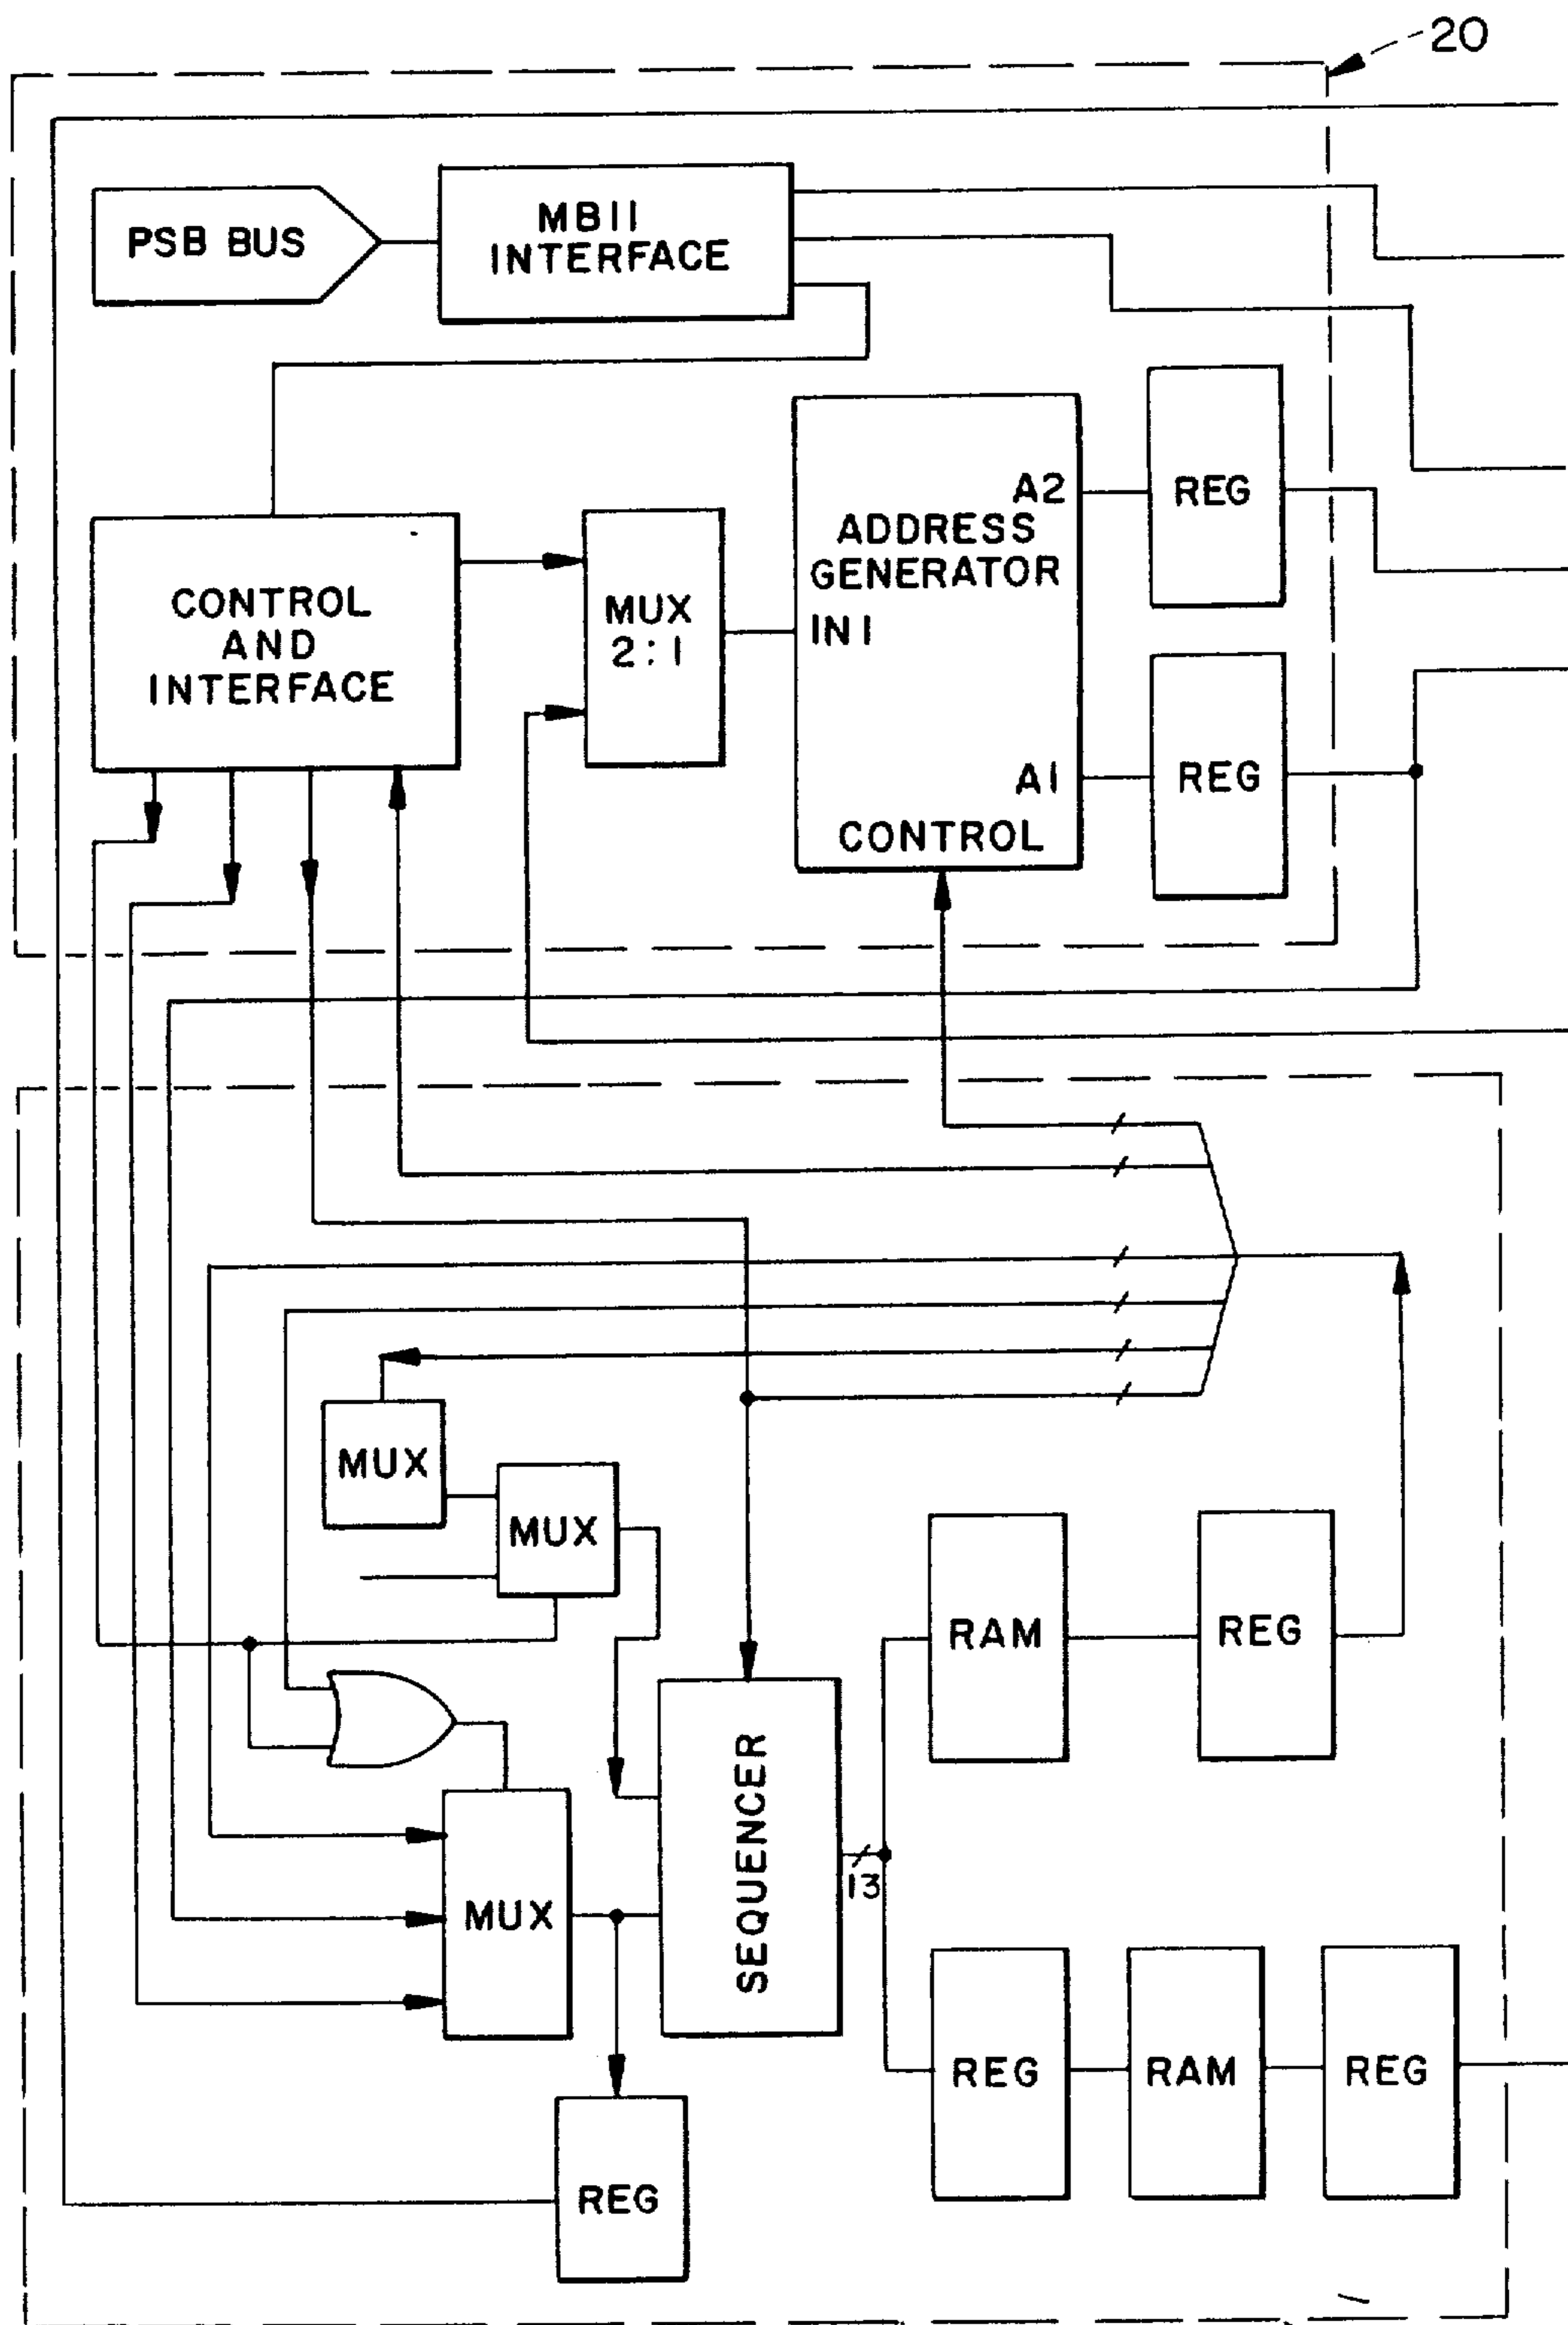 20
PSB BUS
MBII
INTERFACE
A2
REG
ADDRESS
GENERATOR
CONTROL
AND
INTERFACE
MUX
2:1
IN1
A1
REG
CONTROL
MUX
MUX
RAM
REG
SEQUENCER
13
MUX
REG
RAM
REG
REG